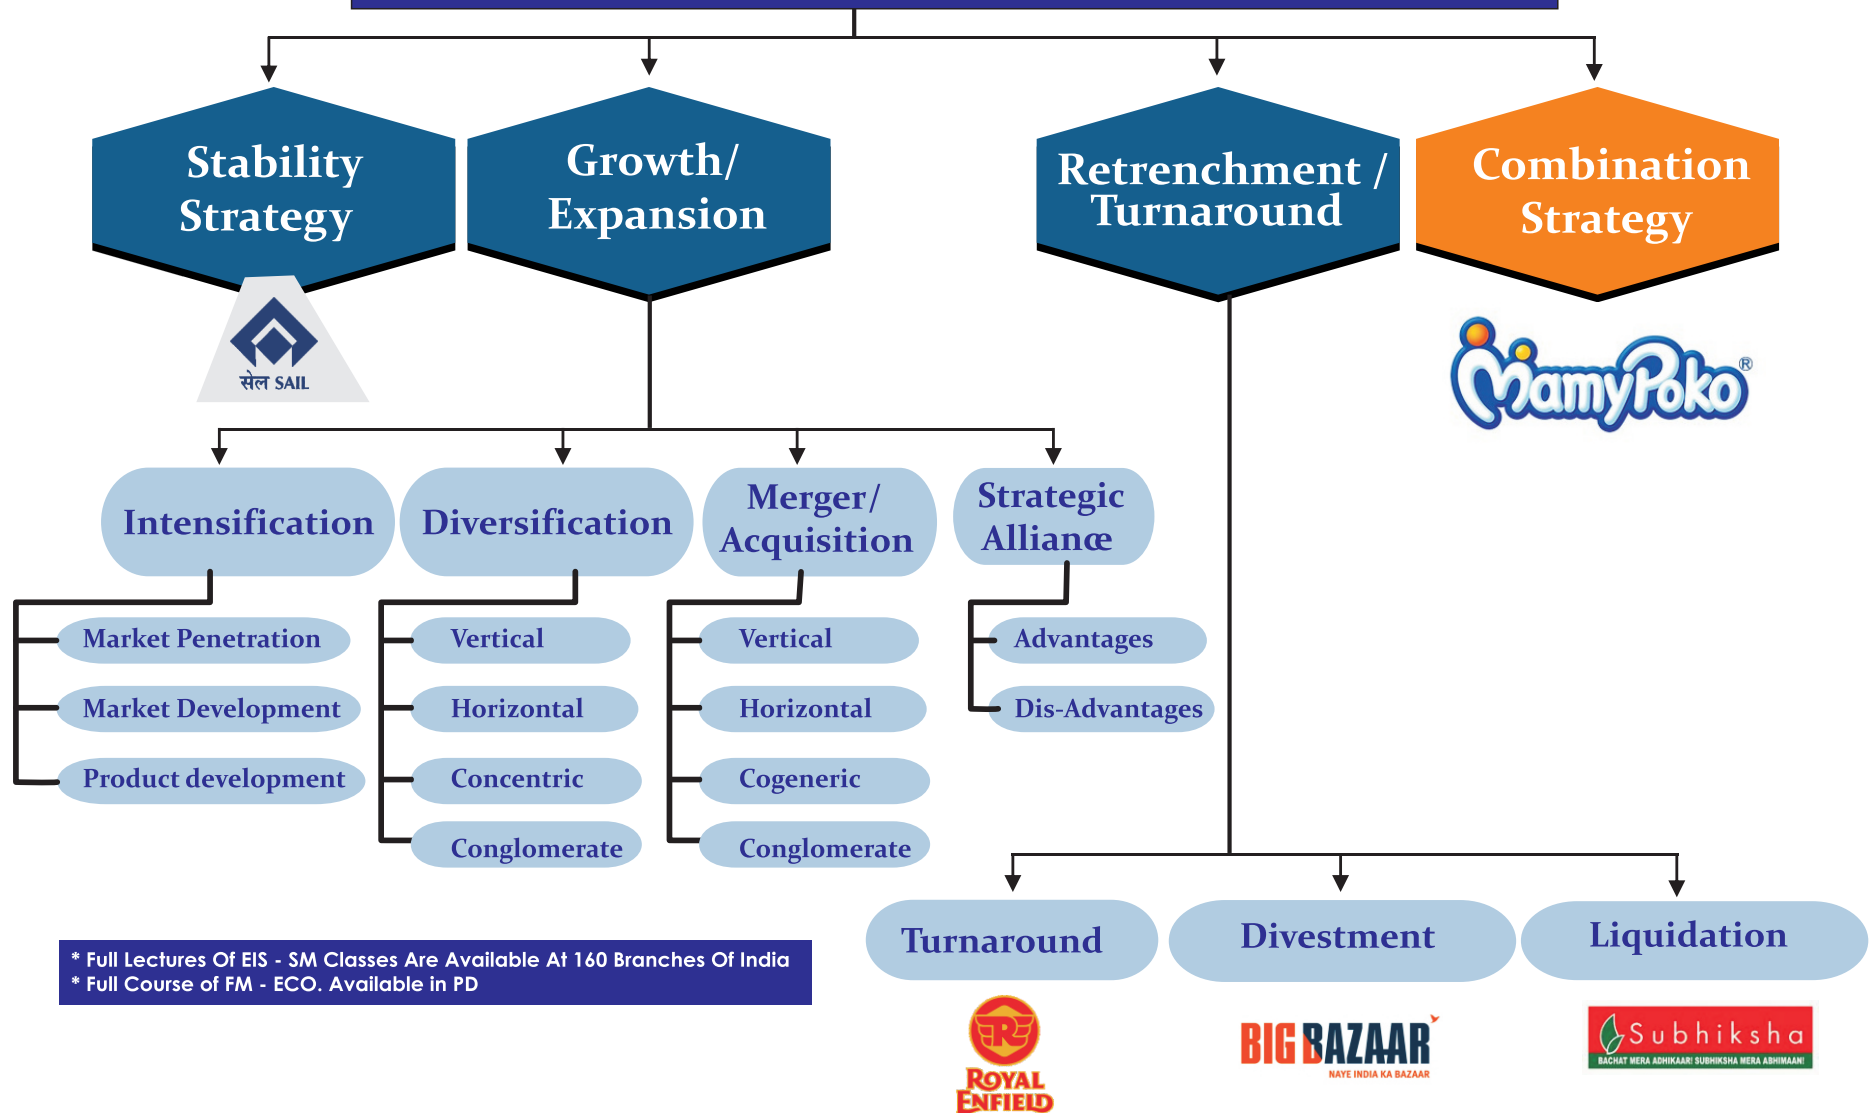 Stability
Strategy
Growth/
Expansion
Retrenchment /
Turnaround
Combination
Strategy
सेल SAIL
MamyPoko®
Intensification
Diversification
Merger/
Acquisition
Strategic
Alliance
Market Penetration
Market Development
Product development
Vertical
Horizontal
Concentric
Conglomerate
Vertical
Horizontal
Cogeneric
Conglomerate
Advantages
Dis-Advantages
Turnaround
Divestment
Liquidation
* Full Lectures Of EIS - SM Classes Are Available At 160 Branches Of India
* Full Course of FM - ECO. Available in PD
R
ROYAL
ENFIELD
BIG BAZAAR
NAYE INDIA KA BAZAAR
Subhiksha
BACHAT MERA ADHIKAAR! SUBHIKSHA MERA ABHIMAAN!